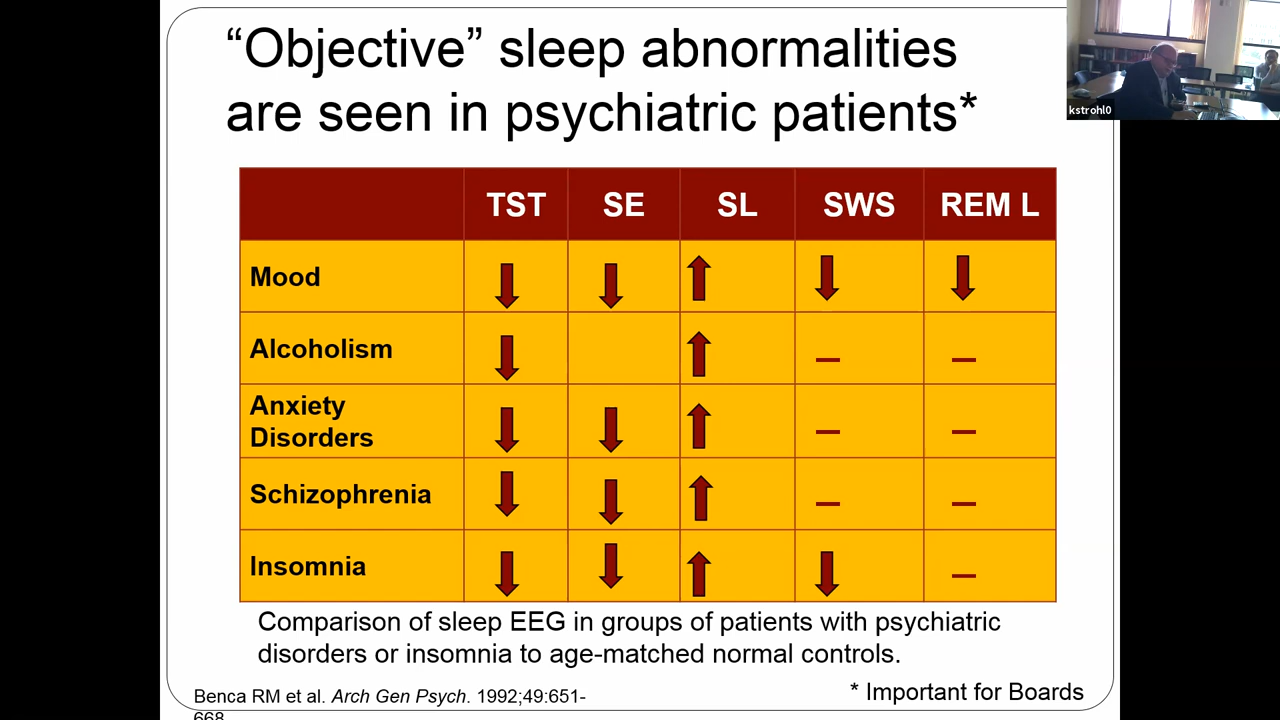 “Objective” sleep abnormalities
are seen in psychiatric patients*
kstrohl0
TST SE SL SWS REM L
Mood
Alcoholism
Anxiety
Disorders
Schizophrenia
Insomnia
Comparison of sleep EEG in groups of patients with psychiatric
disorders or insomnia to age-matched normal controls.
Benca RM et al. Arch Gen Psych. 1992;49:651-
668
* Important for Boards